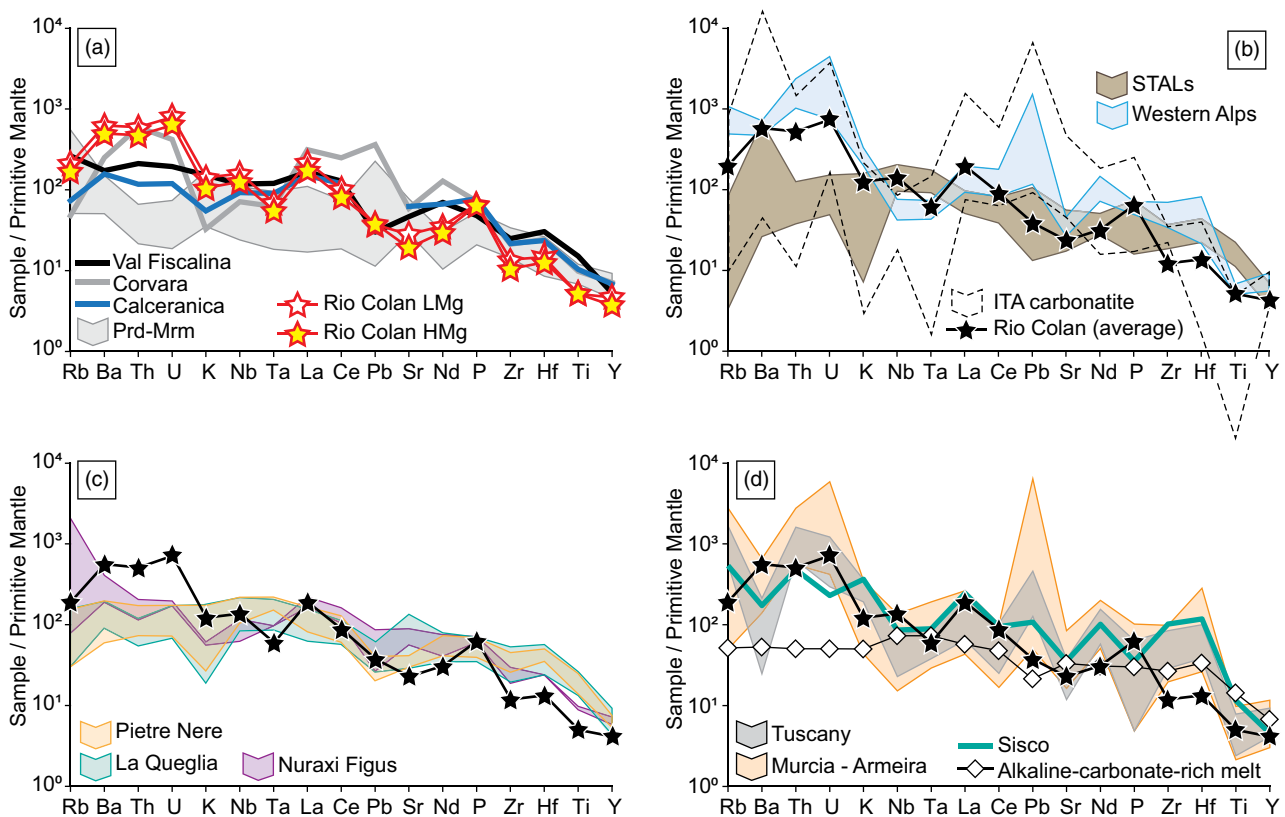 (a)
Sample / Primitive Manlte
10⁴
10³
10²
10¹
10⁰
Val Fiscalina
Corvara
Calceranica
Prd-Mrm
Rio Colan LMg
Rio Colan HMg
Rb Ba Th U K Nb Ta La Ce Pb Sr Nd P Zr Hf Ti Y
(b)
Sample / Primitive Mantle
10⁴
10³
10²
10¹
10⁰
STALs
Western Alps
ITA carbonatite
Rio Colan (average)
Rb Ba Th U K Nb Ta La Ce Pb Sr Nd P Zr Hf Ti Y
(c)
Sample / Primitive Mantle
10⁴
10³
10²
10¹
10⁰
Pietre Nere
La Queglia
Nuraxi Figus
Rb Ba Th U K Nb Ta La Ce Pb Sr Nd P Zr Hf Ti Y
(d)
Sample / Primitive Mantle
10⁴
10³
10²
10¹
10⁰
Tuscany
Murcia - Armeira
Sisco
Alkaline-carbonate-rich melt
Rb Ba Th U K Nb Ta La Ce Pb Sr Nd P Zr Hf Ti Y